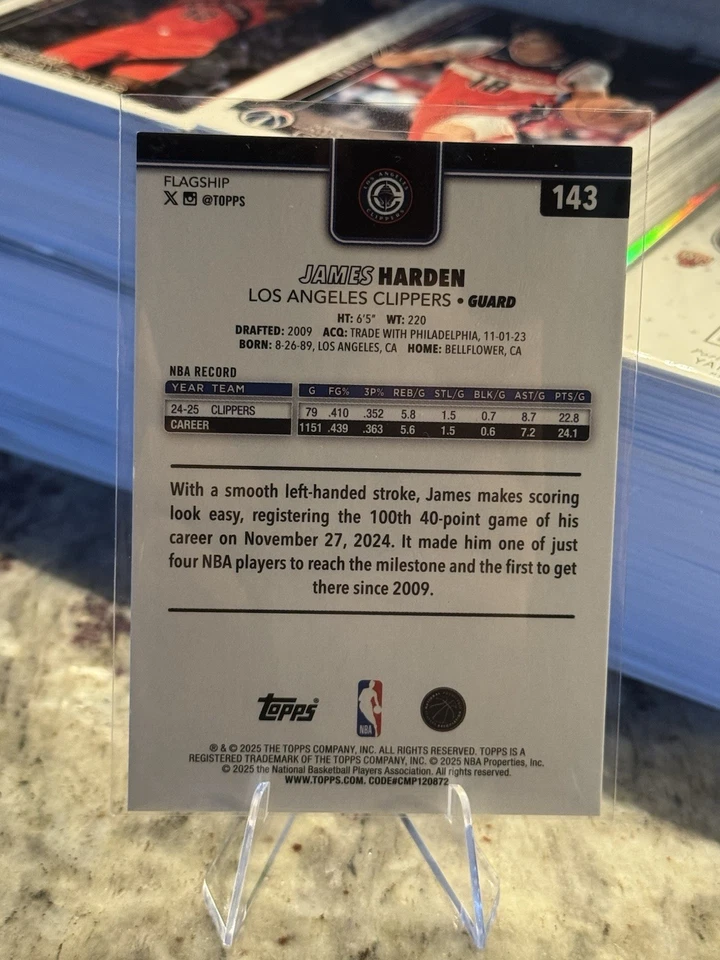 18
FLAGSHIP
@TOPPS
LOS ANGELES
CLIPPERS
143
JAMES HARDEN
LOS ANGELES CLIPPERS • GUARD
HT: 6'5" WT: 220
DRAFTED: 2009 ACQ: TRADE WITH PHILADELPHIA, 11-01-23
BORN: 8-26-89, LOS ANGELES, CA HOME: BELLFLOWER, CA
NBA RECORD
YEAR TEAM G FG% 3P% REB/G STL/G BLK/G AST/G PTS/G
24-25 CLIPPERS 79 .410 .352 5.8 1.5 0.7 8.7 22.8
CAREER 1151 .439 .363 5.6 1.5 0.6 7.2 24.1
With a smooth left-handed stroke, James makes scoring
look easy, registering the 100th 40-point game of his
career on November 27, 2024. It made him one of just
four NBA players to reach the milestone and the first to get
there since 2009.
Topps
NBA
® & © 2025 THE TOPPS COMPANY, INC. ALL RIGHTS RESERVED. TOPPS IS A
REGISTERED TRADEMARK OF THE TOPPS COMPANY, INC. © 2025 NBA Properties, Inc.
© 2025 the National Basketball Players Association. All rights reserved.
WWW.TOPPS.COM. CODE#CMP120872